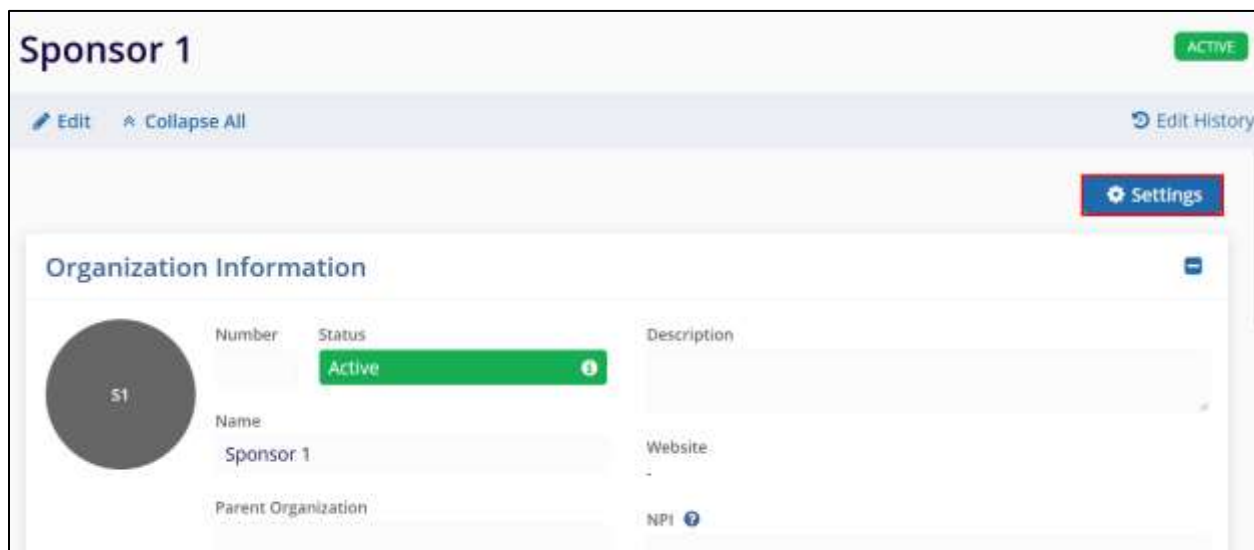 Sponsor 1
ACTIVE
Edit Collapse All
Edit History
Settings
Organization Information
S1
Number
Status
Active
Name
Sponsor 1
Parent Organization
Description
Website
-
NPI